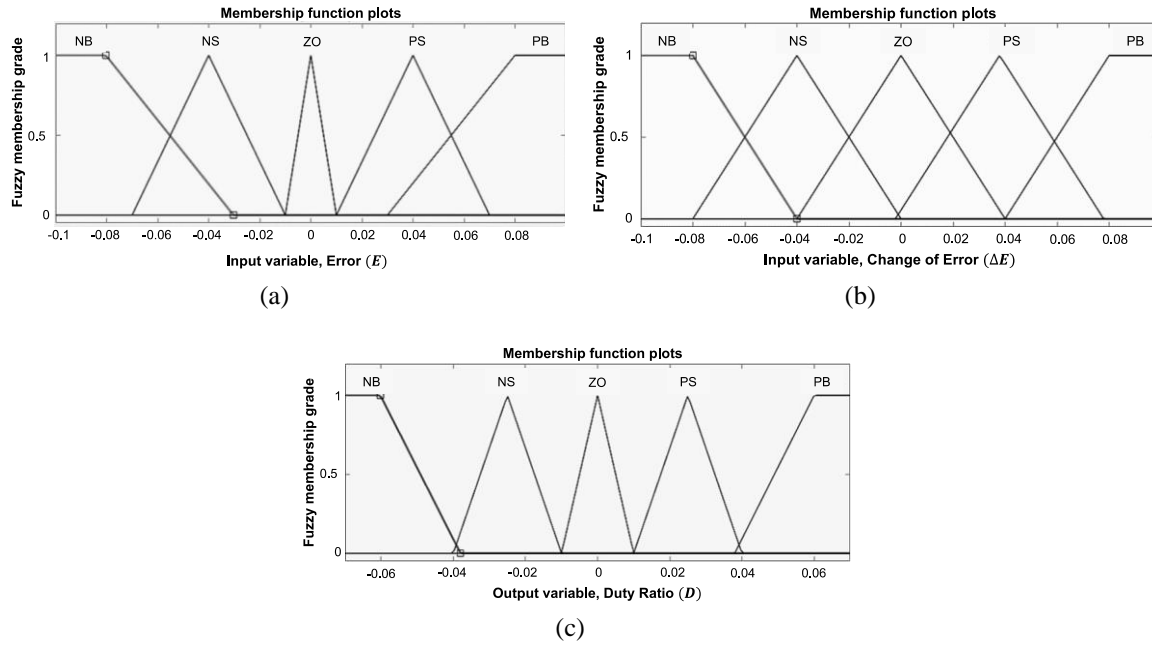 Membership function plots
NB NS ZO PS PB
Fuzzy membership grade
1
0.5
0
-0.1 -0.08 -0.06 -0.04 -0.02 0 0.02 0.04 0.06 0.08
Input variable, Error (E)
(a)
Membership function plots
NB NS ZO PS PB
Fuzzy membership grade
1
0.5
0
-0.1 -0.08 -0.06 -0.04 -0.02 0 0.02 0.04 0.06 0.08
Input variable, Change of Error (ΔE)
(b)
Membership function plots
NB NS ZO PS PB
Fuzzy membership grade
1
0.5
0
-0.06 -0.04 -0.02 0 0.02 0.04 0.06
Output variable, Duty Ratio (D)
(c)